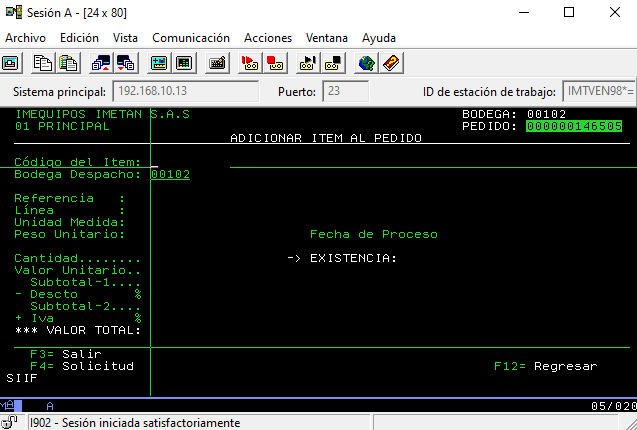 Sesión A - [24 x 80]
Archivo Edición Vista Comunicación Acciones Ventana Ayuda
Sistema principal: 192.168.10.13 Puerto: 23 ID de estación de trabajo: IMTVEN98*=
IMEQUIPOS IMETAN S.A.S BODEGA: 00102
01 PRINCIPAL PEDIDO: 000000146505
ADICIONAR ITEM AL PEDIDO
Código del Item:
Bodega Despacho: 00102
Referencia :
Línea :
Unidad Medida:
Peso Unitario: Fecha de Proceso
Cantidad........ -> EXISTENCIA:
Valor Unitario..
Subtotal-1....
- Descto %
Subtotal-2....
+ Iva %
*** VALOR TOTAL:
F3= Salir
F4= Solicitud F12= Regresar
SIIF
MA A 05/020
I902 - Sesión iniciada satisfactoriamente